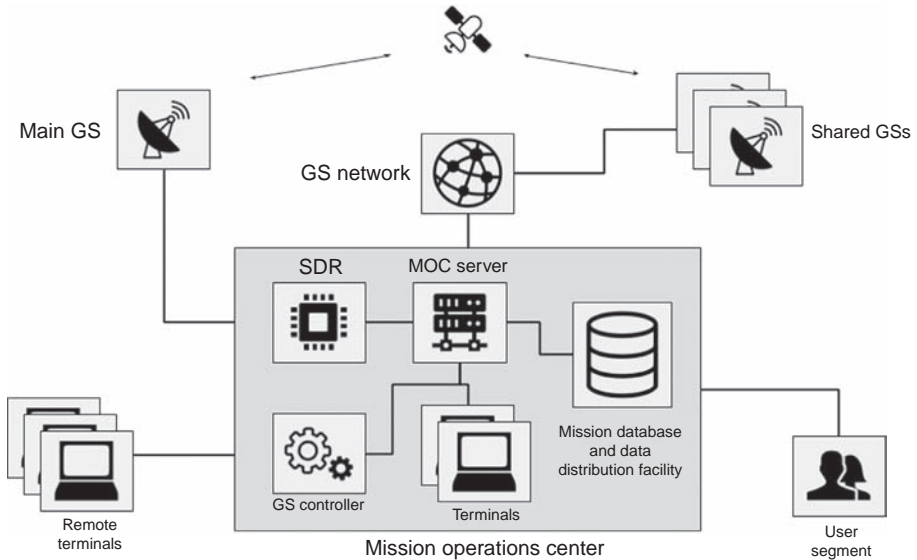 Main GS
Shared GSs
GS network
SDR
MOC server
Mission database
and data
distribution facility
GS controller
Terminals
Remote
terminals
User
segment
Mission operations center